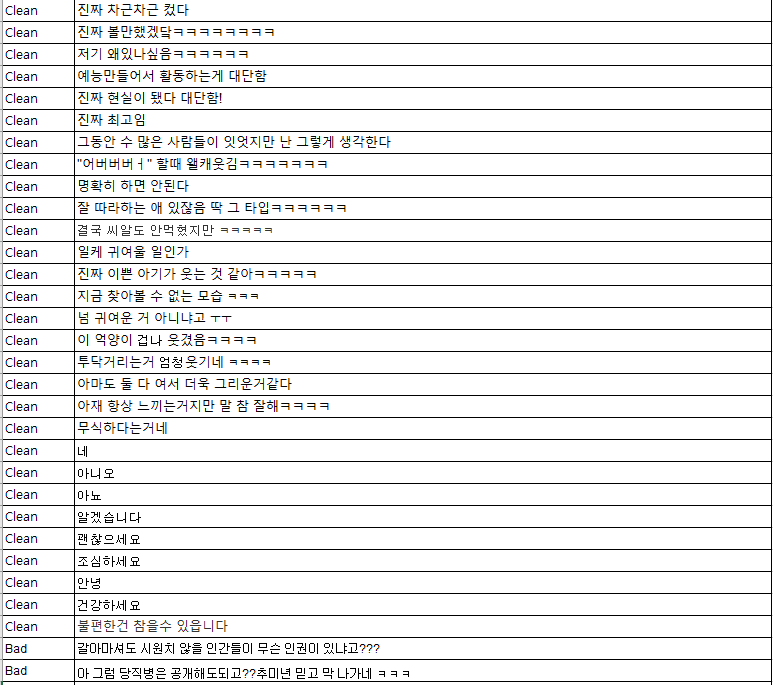 Clean 진짜 차근차근 컸다
Clean 진짜 볼만했겠닼ㅋㅋㅋㅋㅋㅋㅋㅋ
Clean 저기 왜있나싶음ㅋㅋㅋㅋㅋㅋ
Clean 예능만들어서 활동하는게 대단함
Clean 진짜 현실이 됐다 대단함!
Clean 진짜 최고임
Clean 그동안 수 많은 사람들이 잇엇지만 난 그렇게 생각한다
Clean "어버버버ㅓ" 할때 왤캐웃김ㅋㅋㅋㅋㅋㅋㅋ
Clean 명확히 하면 안된다
Clean 잘 따라하는 애 있잖음 딱 그 타입ㅋㅋㅋㅋㅋㅋ
Clean 결국 씨알도 안먹혔지만 ㅋㅋㅋㅋㅋ
Clean 일케 귀여울 일인가
Clean 진짜 이쁜 아기가 웃는 것 같아ㅋㅋㅋㅋㅋ
Clean 지금 찾아볼 수 없는 모습 ㅋㅋㅋ
Clean 넘 귀여운 거 아니냐고 ㅜㅜ
Clean 이 억양이 겁나 웃겼음ㅋㅋㅋㅋ
Clean 투닥거리는거 엄청웃기네 ㅋㅋㅋㅋ
Clean 아마도 둘 다 여서 더욱 그리운거같다
Clean 아재 항상 느끼는거지만 말 참 잘해ㅋㅋㅋㅋ
Clean 무식하다는거네
Clean 네
Clean 아니오
Clean 아뇨
Clean 알겠습니다
Clean 괜찮으세요
Clean 조심하세요
Clean 안녕
Clean 건강하세요
Clean 불편한건 참을수 있읍니다
Bad 갈아마셔도 시원치 않을 인간들이 무슨 인권이 있냐고???
Bad 아 그럼 당직병은 공개해도되고??추미년 믿고 막 나가네 ㅋㅋㅋ